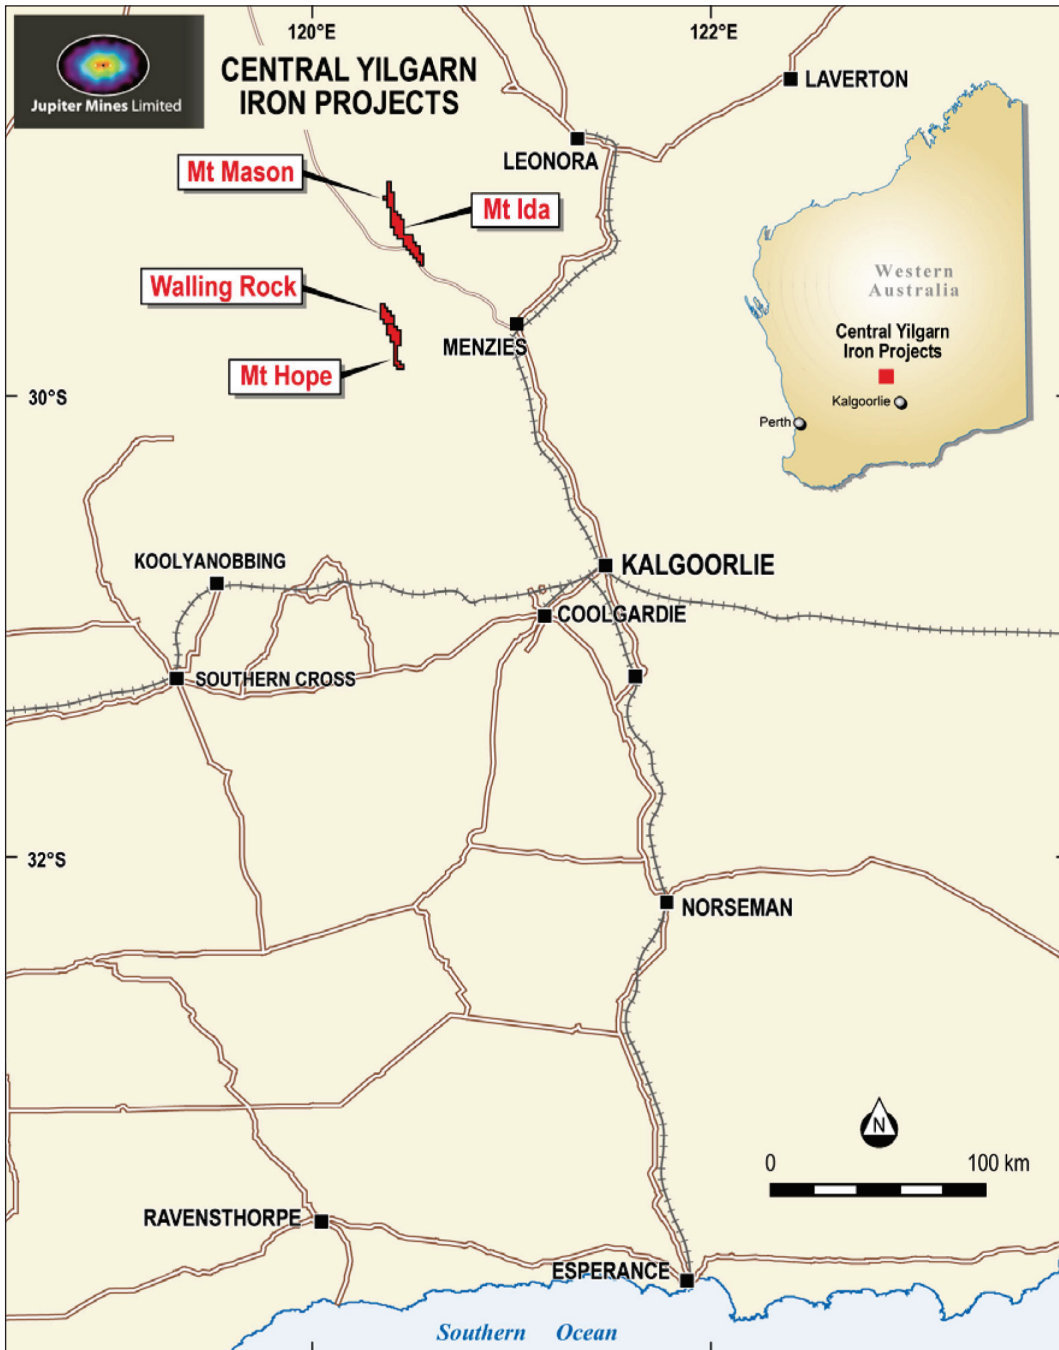 120°E
122°E
Jupiter Mines Limited
CENTRAL YILGARN
IRON PROJECTS
LAVERTON
LEONORA
Mt Mason
Mt Ida
Walling Rock
MENZIES
Mt Hope
30°S
Western
Australia
Central Yilgarn
Iron Projects
Kalgoorlie
Perth
KOOLYANOBBING
KALGOORLIE
COOLGARDIE
SOUTHERN CROSS
32°S
NORSEMAN
N
0
100 km
RAVENSTHORPE
ESPERANCE
Southern Ocean